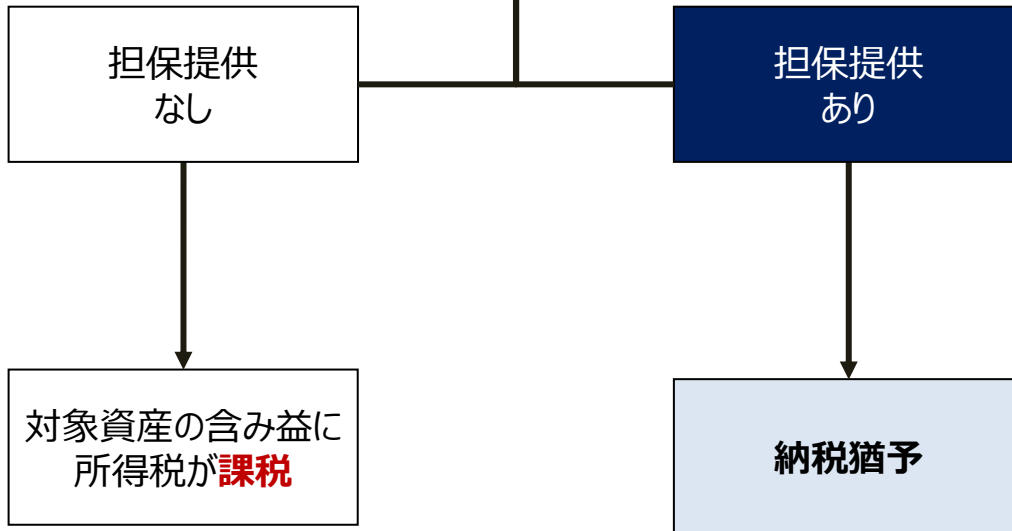 担保提供
なし
担保提供
あり
対象資産の含み益に
所得税が課税
納税猶予